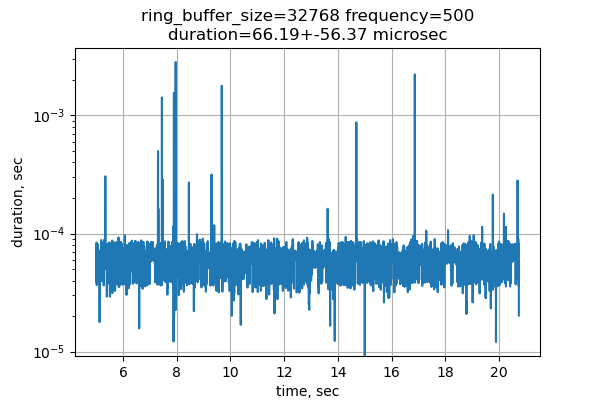 ring_buffer_size=32768 frequency=500
duration=66.19+-56.37 microsec
10−3
10−4
10−5
duration, sec
6 8 10 12 14 16 18 20
time, sec